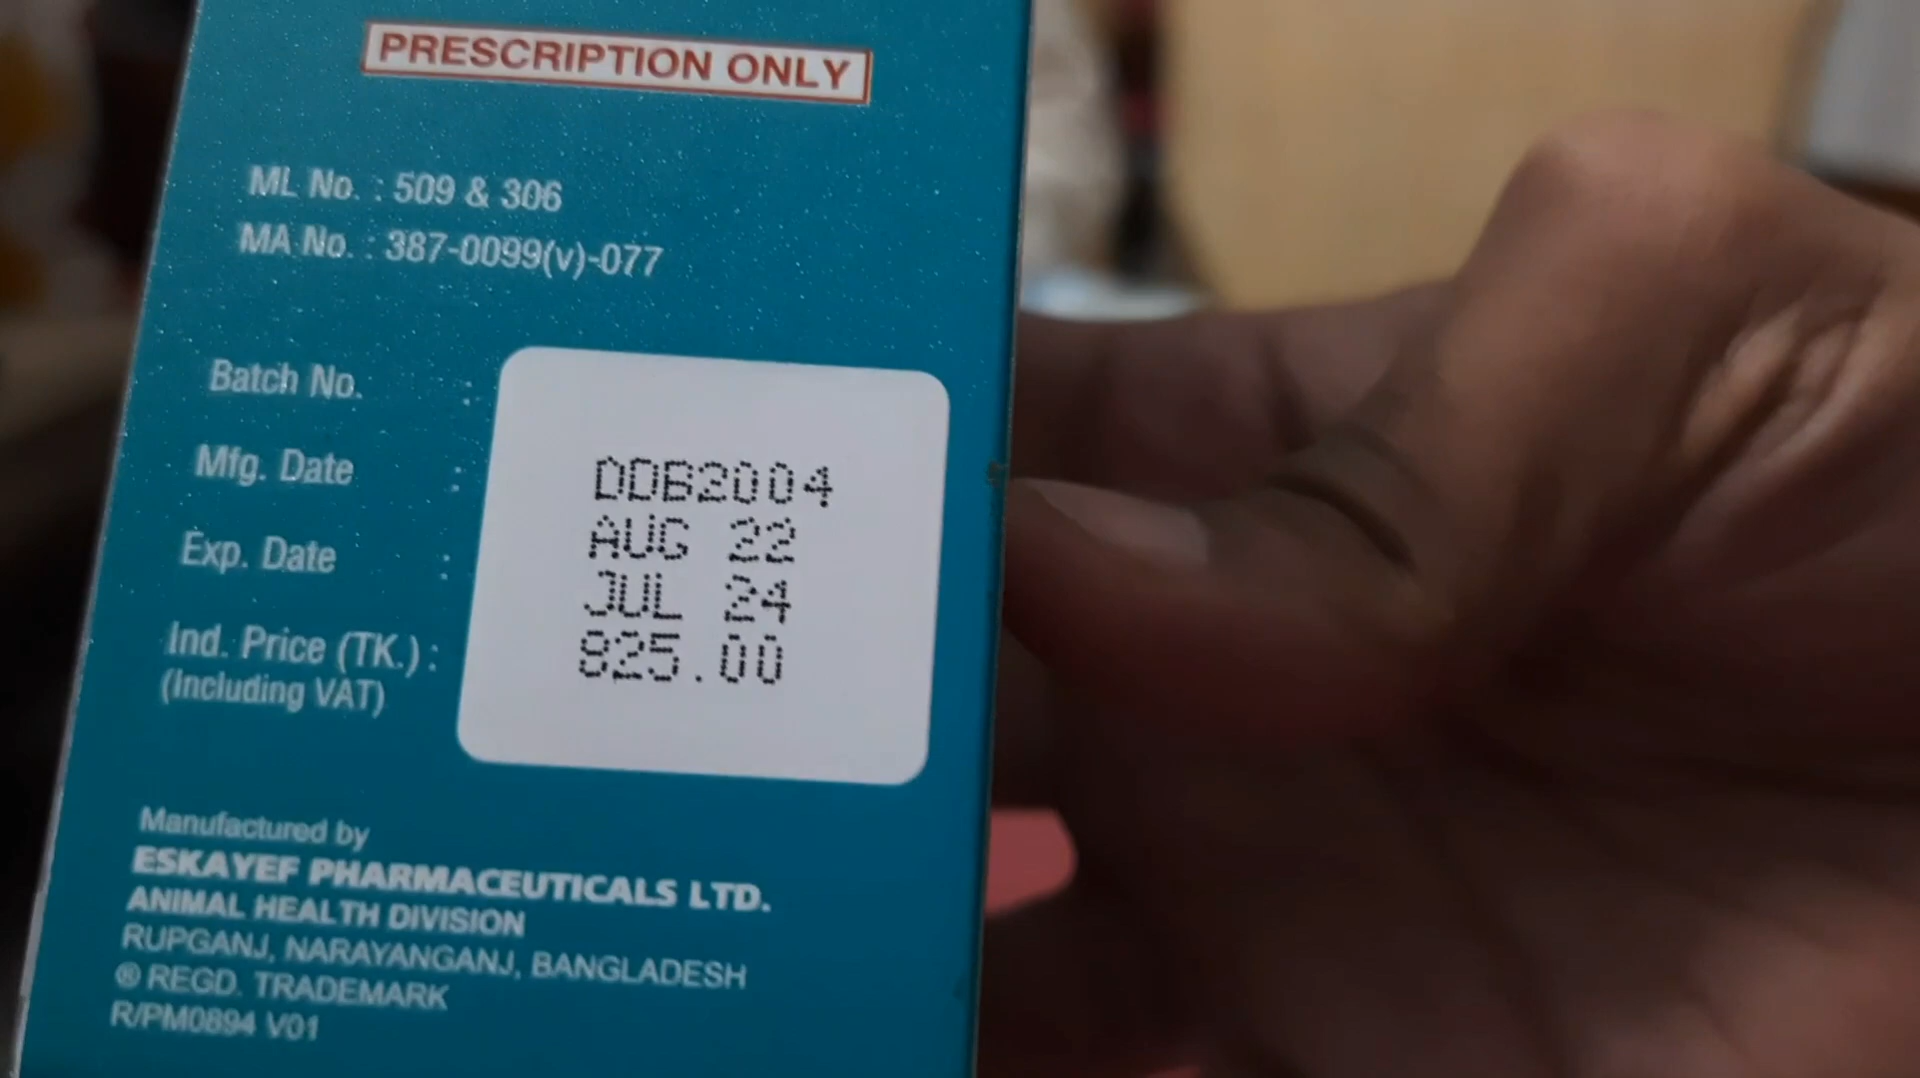 PRESCRIPTION ONLY
ML No. : 509 & 306
MA No. : 387-0099(v)-077
Batch No. :
Mfg. Date :
Exp. Date :
Ind. Price (TK.) :
(Including VAT)
DDB2004
AUG 22
JUL 24
825.00
Manufactured by
ESKAYEF PHARMACEUTICALS LTD.
ANIMAL HEALTH DIVISION
RUPGANJ, NARAYANGANJ, BANGLADESH
® REGD. TRADEMARK
R/PM0894 V01